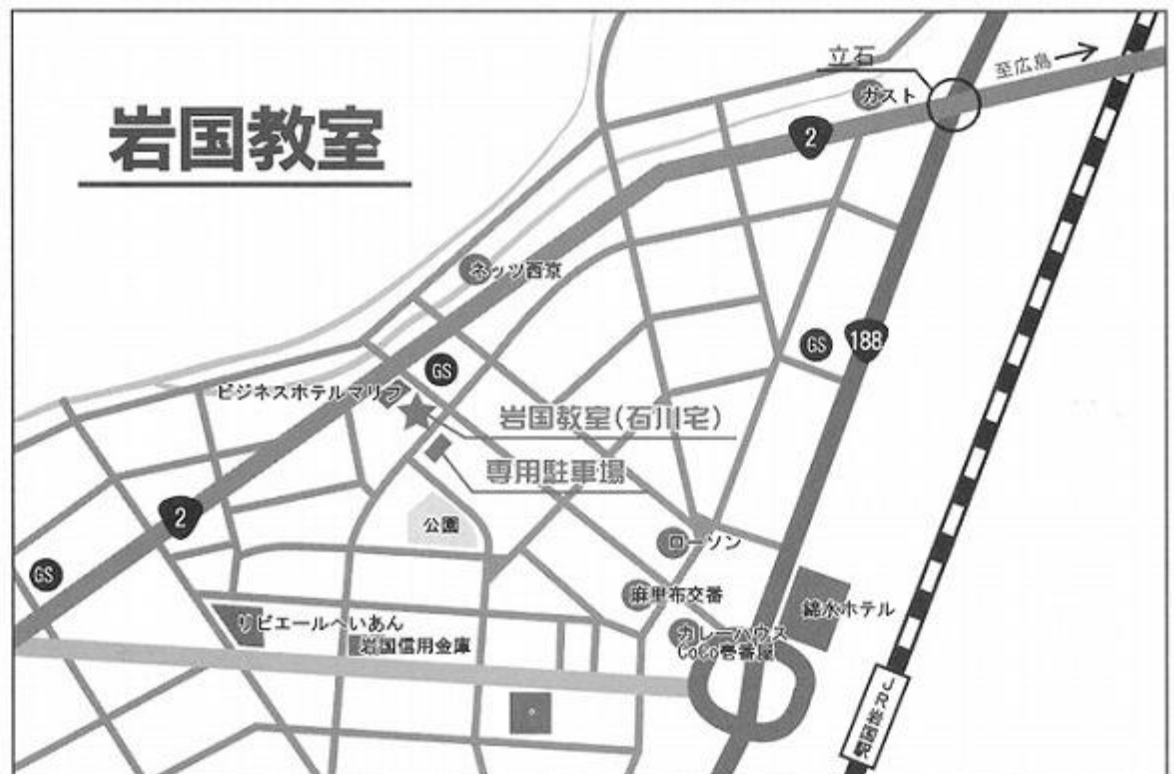 岩国教室
立石
至広島
ガスト
2
ネッツ西京
GS
188
GS
ビジネスホテルマリフ
岩国教室(石川宅)
専用駐車場
2
公園
ローソン
GS
麻里布交番
錦水ホテル
リビエールへいあん
カレーハウス
CoCo壱番屋
岩国信用金庫
JR岩国駅